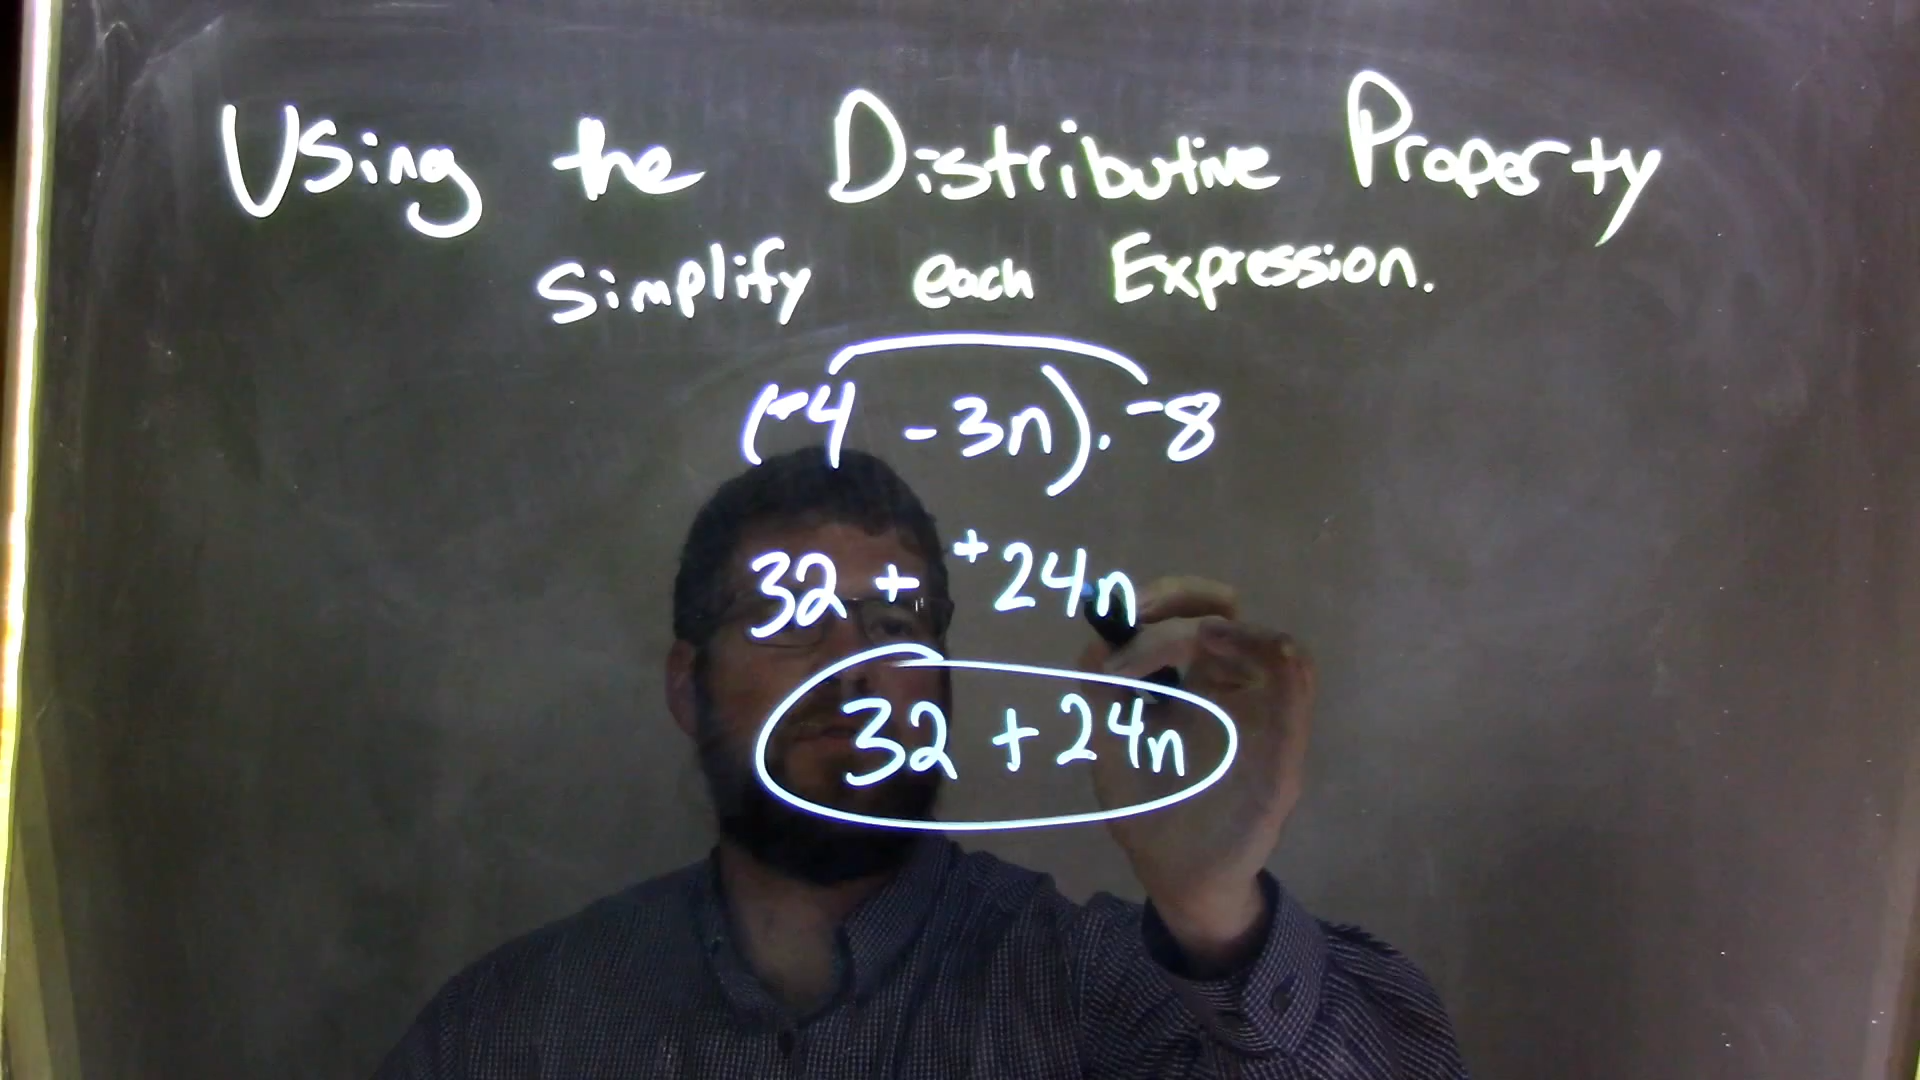 Using the Distributive Property
Simplify each Expression.
(-4 - 3n) · -8
32 + +24n
32 + 24n